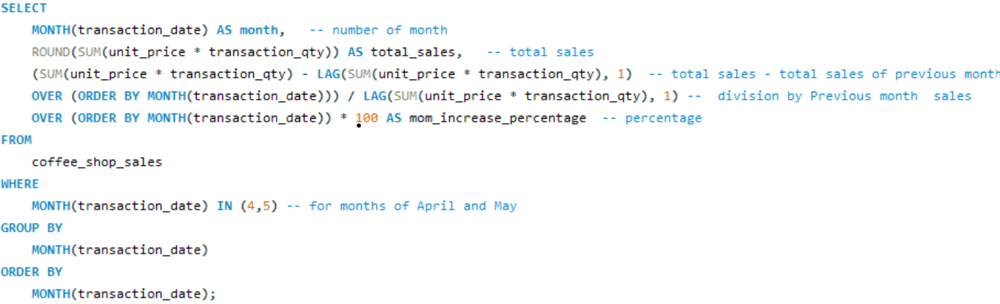 SELECT
MONTH(transaction_date) AS month, -- number of month
ROUND(SUM(unit_price * transaction_qty)) AS total_sales, -- total sales
(SUM(unit_price * transaction_qty) - LAG(SUM(unit_price * transaction_qty), 1) -- total sales - total sales of previous month
OVER (ORDER BY MONTH(transaction_date))) / LAG(SUM(unit_price * transaction_qty), 1) -- division by Previous month sales
OVER (ORDER BY MONTH(transaction_date)) * 100 AS mom_increase_percentage -- percentage
FROM
coffee_shop_sales
WHERE
MONTH(transaction_date) IN (4,5) -- for months of April and May
GROUP BY
MONTH(transaction_date)
ORDER BY
MONTH(transaction_date);